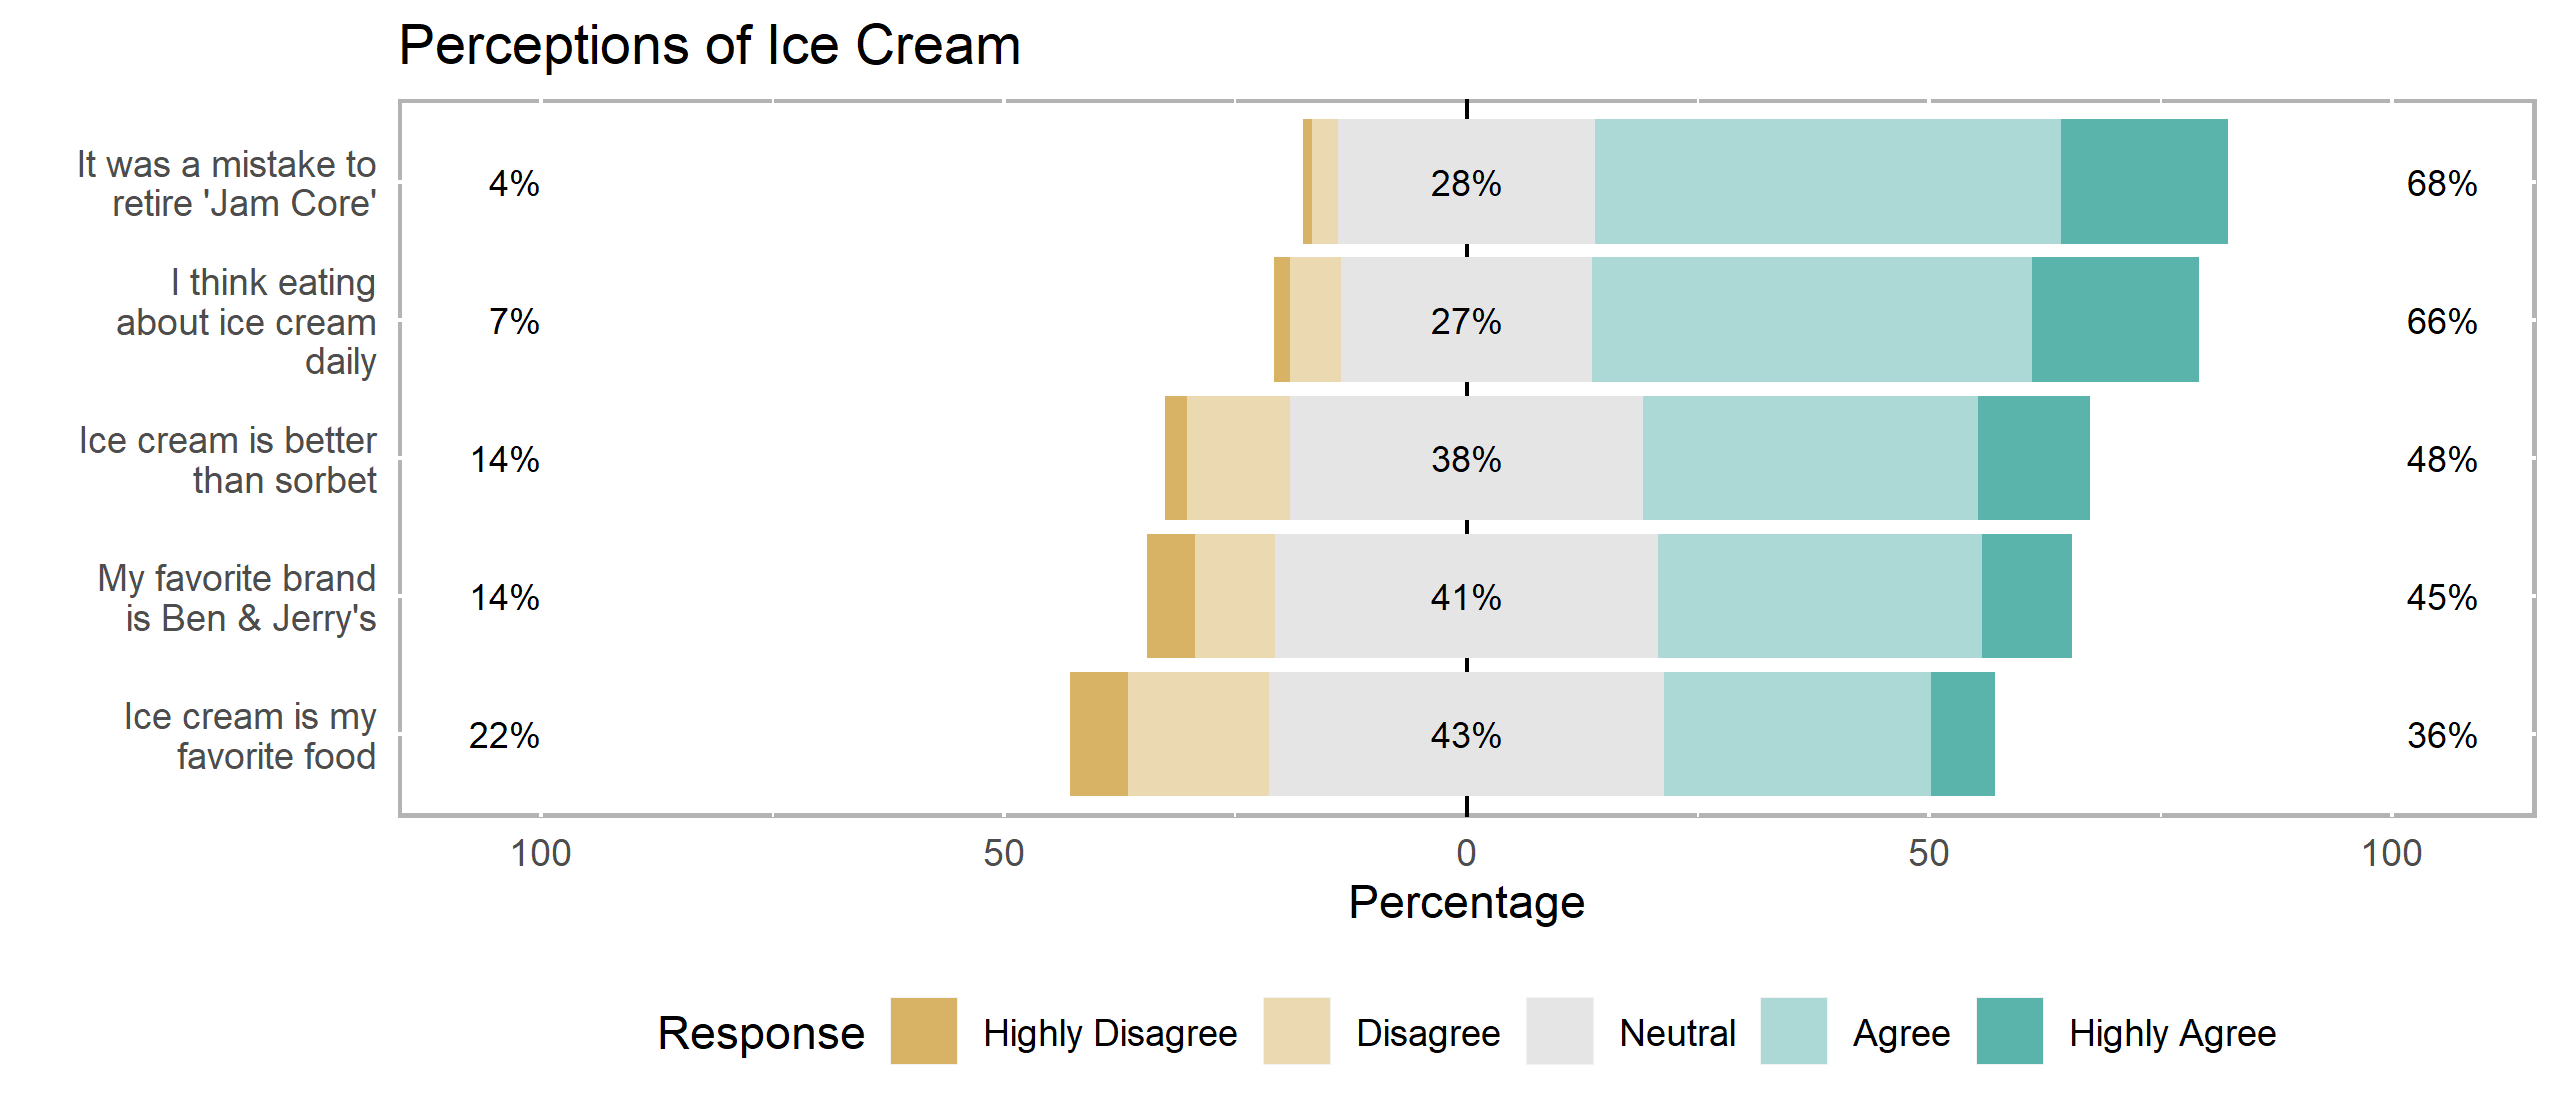 Perceptions of Ice Cream
It was a mistake to
retire 'Jam Core'
4%
28%
68%
I think eating
about ice cream
daily
7%
27%
66%
Ice cream is better
than sorbet
14%
38%
48%
My favorite brand
is Ben & Jerry's
14%
41%
45%
Ice cream is my
favorite food
22%
43%
36%
100 50 0 50 100
Percentage
Response Highly Disagree Disagree Neutral Agree Highly Agree